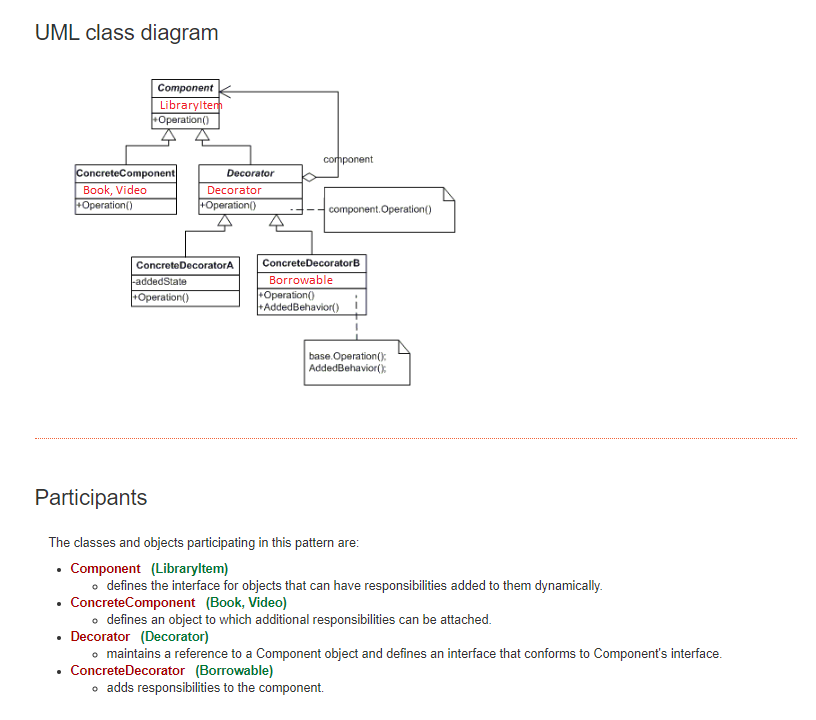 UML class diagram
Component
LibraryItem
+Operation()
component
ConcreteComponent
Book, Video
+Operation()
Decorator
Decorator
+Operation()
component.Operation()
ConcreteDecoratorA
-addedState
+Operation()
ConcreteDecoratorB
Borrowable
+Operation()
+AddedBehavior()
base.Operation();
AddedBehavior();
Participants
The classes and objects participating in this pattern are:
Component (LibraryItem)
defines the interface for objects that can have responsibilities added to them dynamically.
ConcreteComponent (Book, Video)
defines an object to which additional responsibilities can be attached.
Decorator (Decorator)
maintains a reference to a Component object and defines an interface that conforms to Component's interface.
ConcreteDecorator (Borrowable)
adds responsibilities to the component.